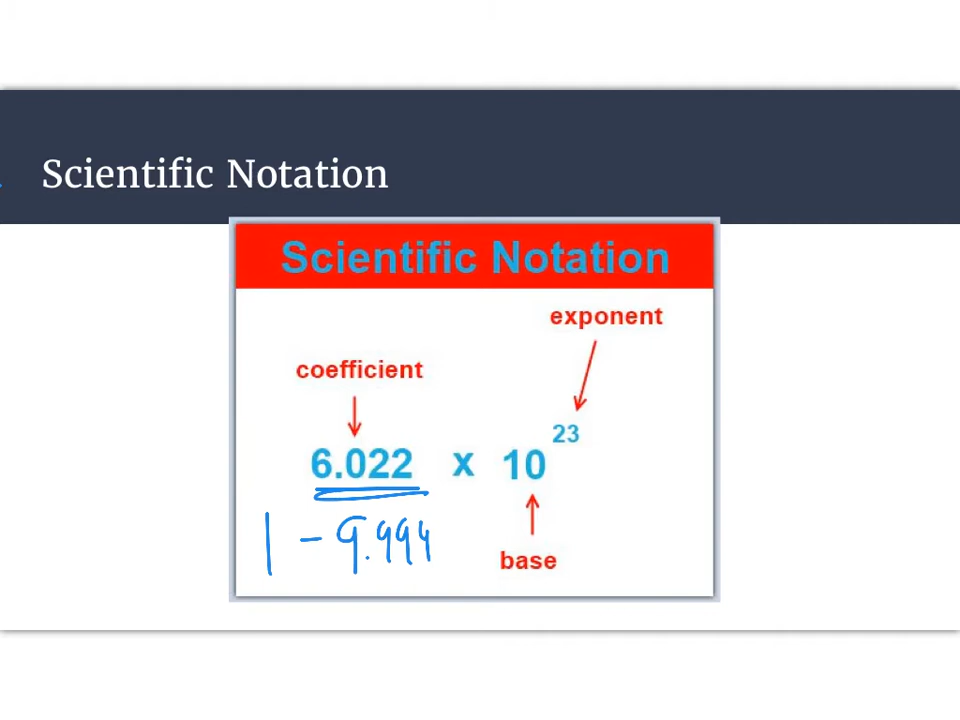 Scientific Notation
Scientific Notation
exponent
coefficient
6.022 x 10 23
1 - 9.999
base